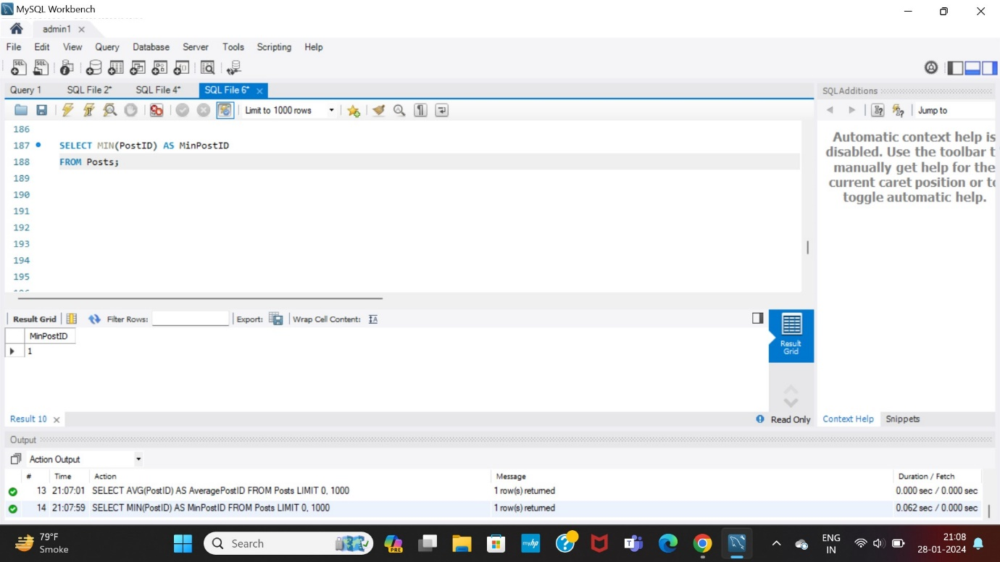 MySQL Workbench
admin1
File Edit View Query Database Server Tools Scripting Help
Query 1 SQL File 2* SQL File 4* SQL File 6*
SQLAdditions
Limit to 1000 rows
Jump to
186
187 SELECT MIN(PostID) AS MinPostID
188 FROM Posts;
189
190
191
192
193
194
195
Automatic context help is
disabled. Use the toolbar t
manually get help for the
current caret position or to
toggle automatic help.
Result Grid Filter Rows: Export: Wrap Cell Content:
MinPostID
1
Result
Grid
Result 10
Read Only
Context Help Snippets
Output
Action Output
# Time Action Message Duration / Fetch
13 21:07:01 SELECT AVG(PostID) AS AveragePostID FROM Posts LIMIT 0, 1000 1 row(s) returned 0.000 sec / 0.000 sec
14 21:07:59 SELECT MIN(PostID) AS MinPostID FROM Posts LIMIT 0, 1000 1 row(s) returned 0.062 sec / 0.000 sec
79°F
Smoke
Search
PRE
myhp
ENG
IN
21:08
28-01-2024